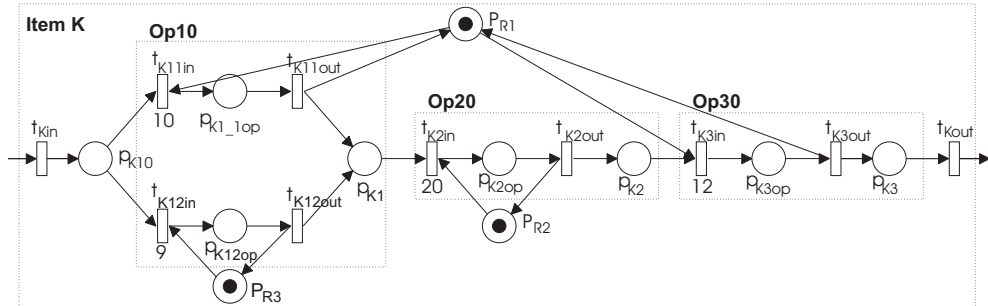 Item K
Op10
P_R1
t_K11in
t_K11out
10
p_K1_1op
Op20
Op30
t_Kin
t_K2in
t_K2out
t_K3in
t_K3out
t_Kout
p_K10
p_K1
20
p_K2op
p_K2
12
p_K3op
p_K3
t_K12in
t_K12out
9
p_K12op
P_R2
P_R3